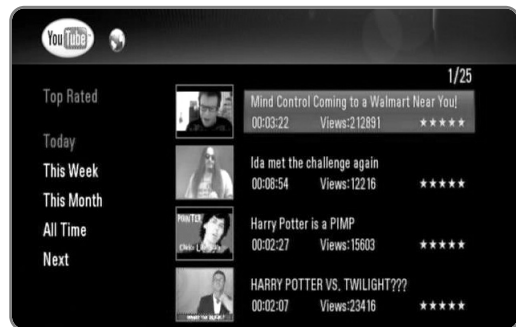 You Tube
1/25
Top Rated
Today
This Week
This Month
All Time
Next
Mind Control Coming to a Walmart Near You!
00:03:22 Views:212891 ★★★★★
Ida met the challenge again
00:08:54 Views:12216 ★★★★★
Harry Potter is a PIMP
00:02:27 Views:15603 ★★★★★
HARRY POTTER VS. TWILIGHT???
00:02:07 Views:23416 ★★★★★